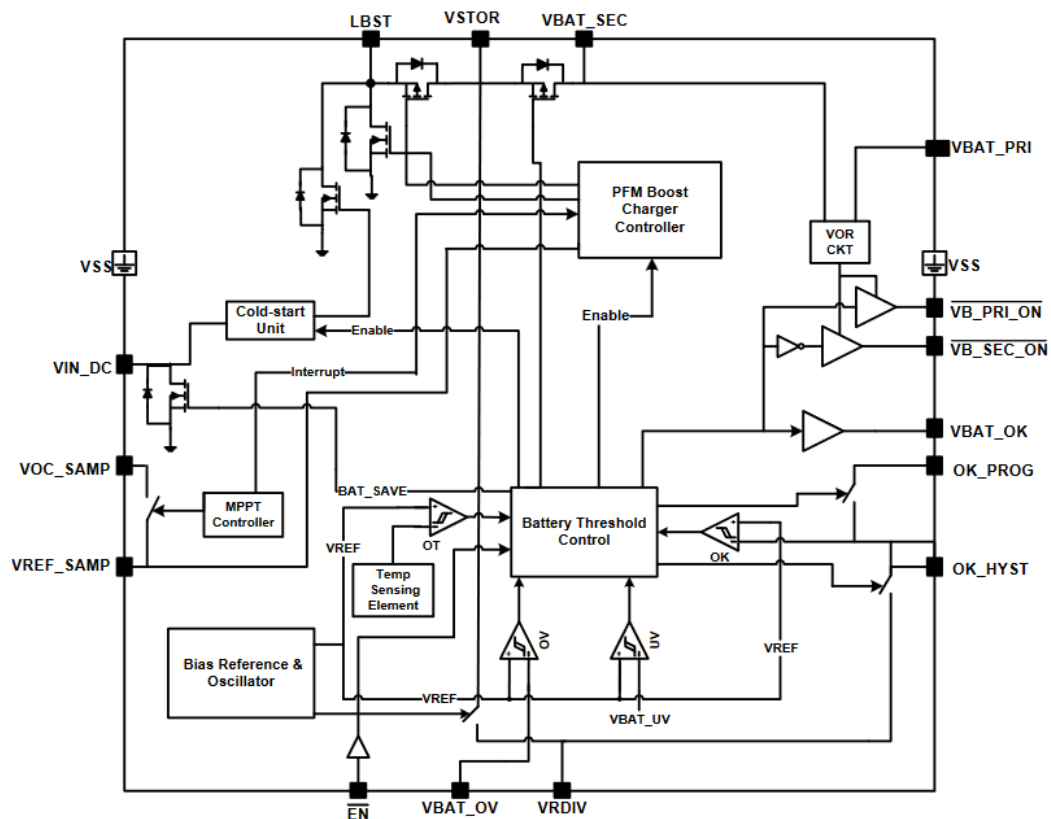 LBST
VSTOR
VBAT_SEC
VBAT_PRI
PFM Boost
Charger
Controller
VOR
CKT
VSS
VSS
Cold-start
Unit
Enable
Enable
VB_PRI_ON
VB_SEC_ON
VIN_DC
Interrupt
VBAT_OK
VOC_SAMP
OK_PROG
MPPT
Controller
BAT_SAVE
Battery Threshold
Control
VREF
OT
OK
VREF_SAMP
Temp
Sensing
Element
OK_HYST
OV
UV
VREF
Bias Reference &
Oscillator
VREF
VBAT_UV
EN
VBAT_OV
VRDIV